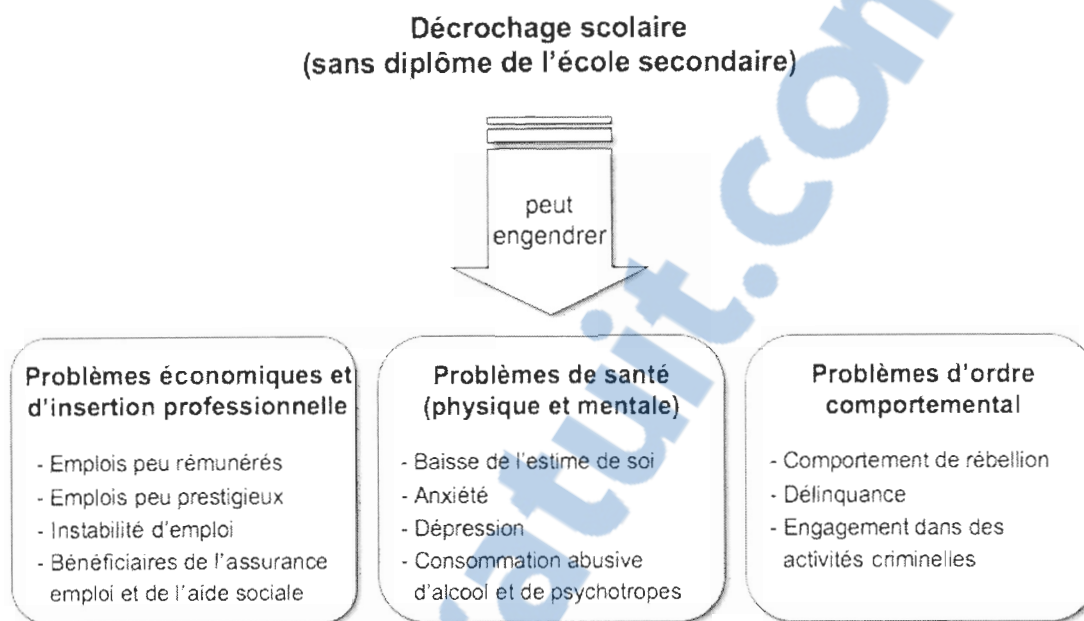 Décrochage scolaire
(sans diplôme de l'école secondaire)
peut
engendrer
Problèmes économiques et
d'insertion professionnelle
- Emplois peu rémunérés
- Emplois peu prestigieux
- Instabilité d'emploi
- Bénéficiaires de l'assurance
emploi et de l'aide sociale
Problèmes de santé
(physique et mentale)
- Baisse de l'estime de soi
- Anxiété
- Dépression
- Consommation abusive
d'alcool et de psychotropes
Problèmes d'ordre
comportemental
- Comportement de rébellion
- Délinquance
- Engagement dans des
activités criminelles
atuit.com